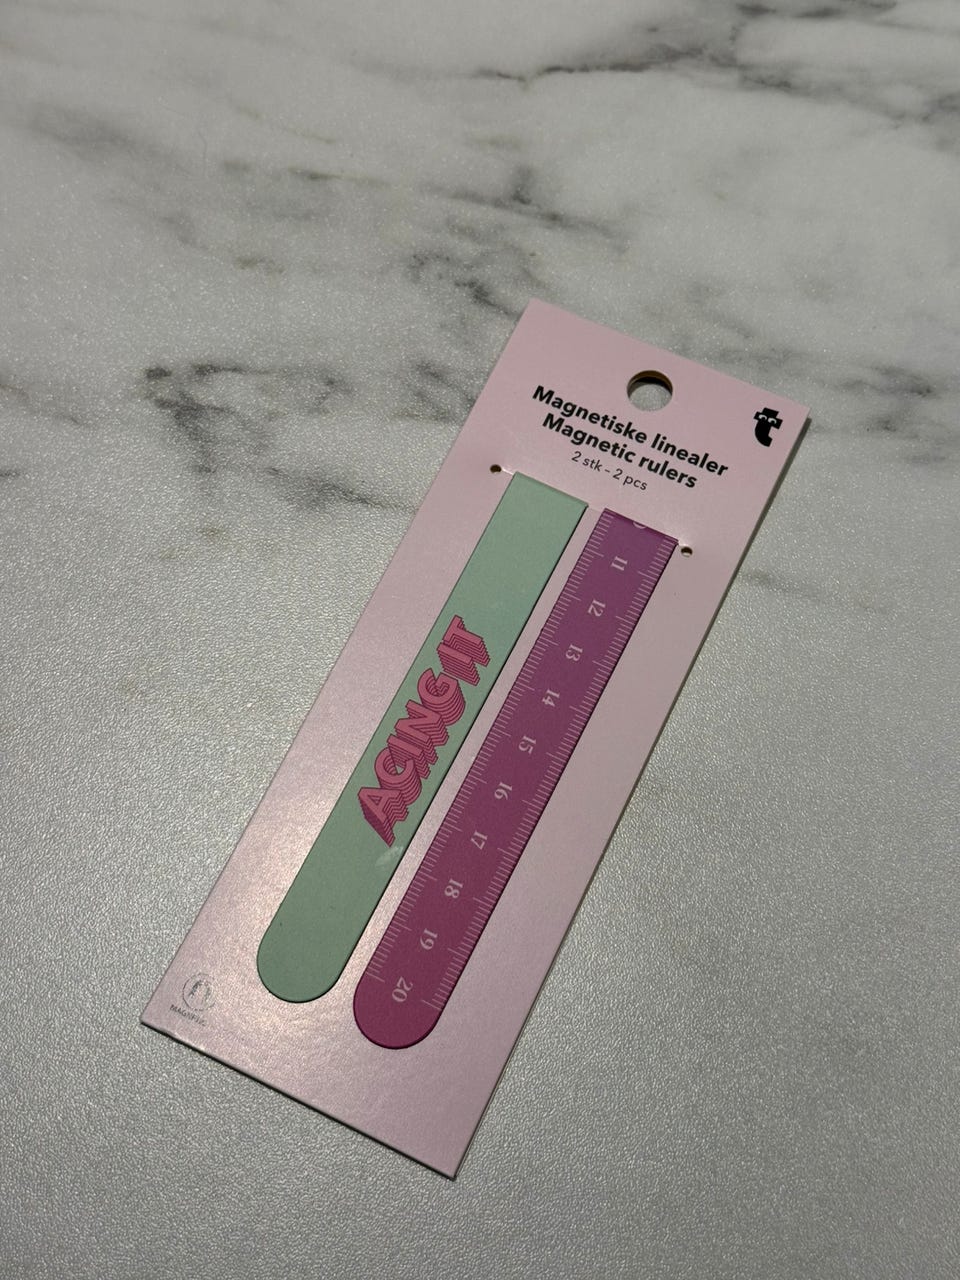 Magnetiske linealer
Magnetic rulers
2 stk - 2 pcs
t
ACING IT
11
12
13
14
15
16
17
18
19
20
MAGNETIC